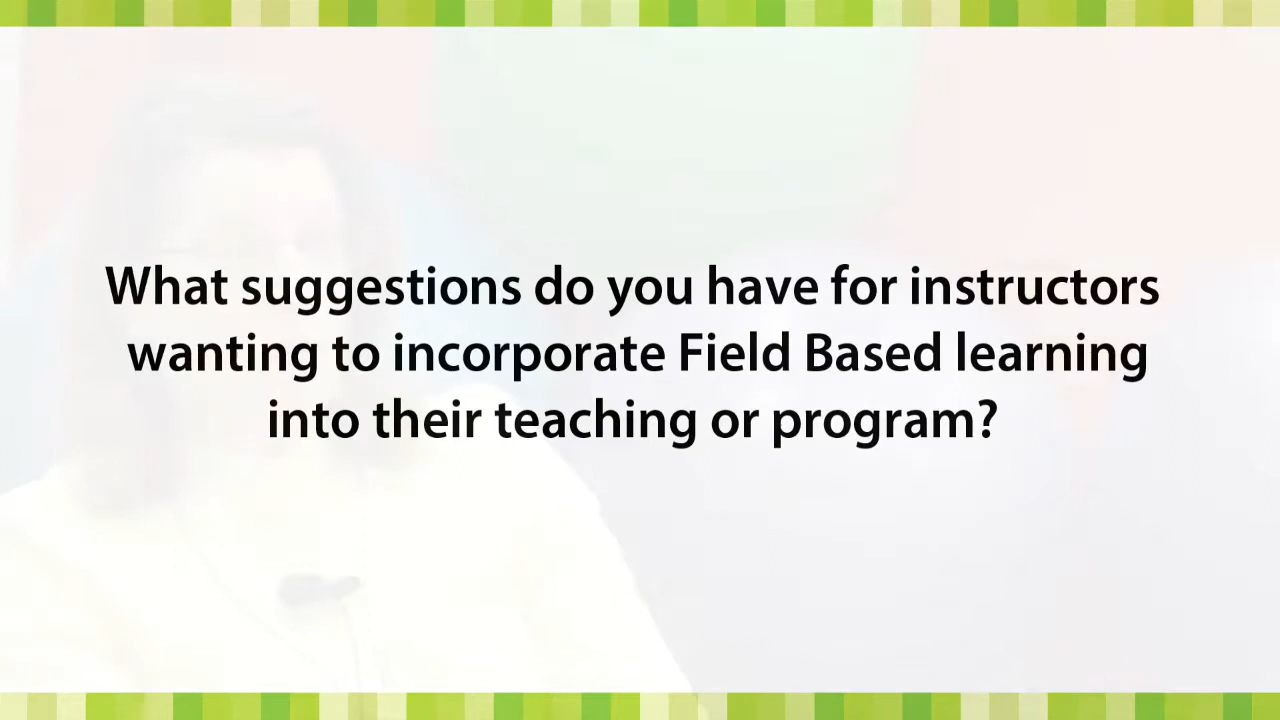 What suggestions do you have for instructors
wanting to incorporate Field Based learning
into their teaching or program?